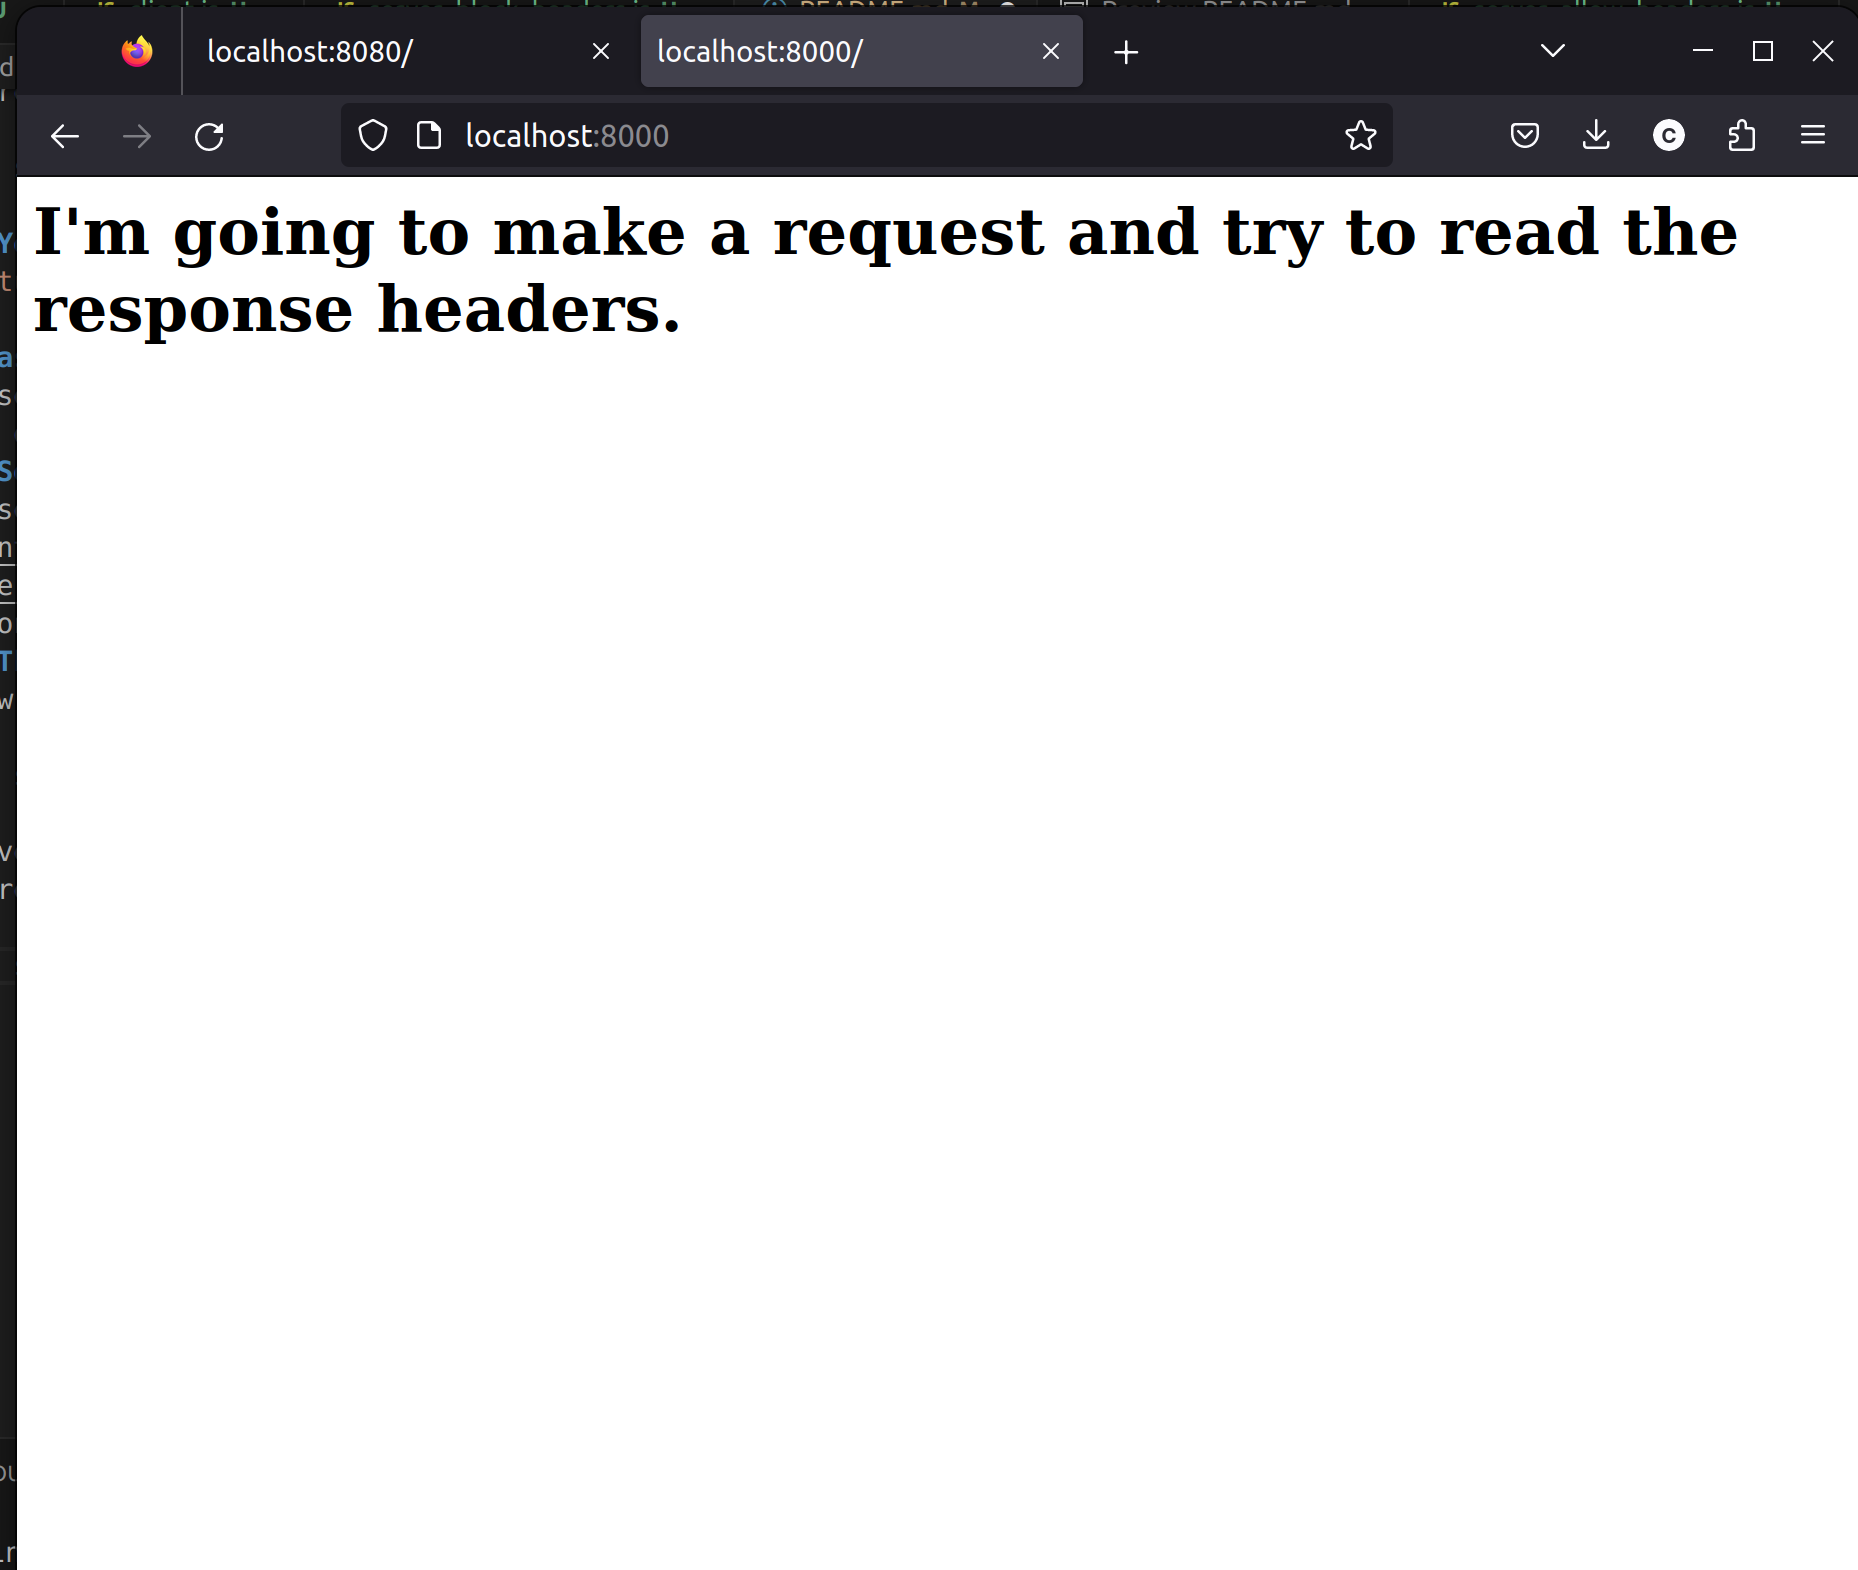 localhost:8080/
localhost:8000/
localhost:8000
I'm going to make a request and try to read the
response headers.